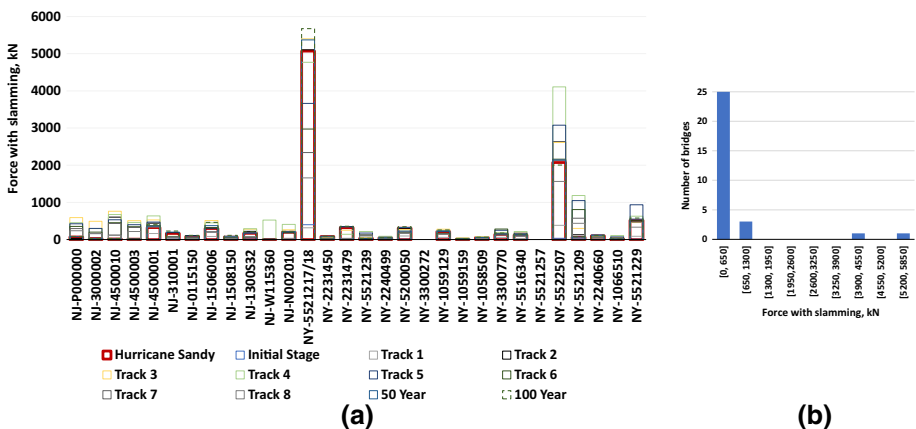 Force with slamming, kN
6000
5000
4000
3000
2000
1000
0
NJ-P000000
NJ-3000002
NJ-4500010
NJ-4500003
NJ-4500001
NJ-310001
NJ-0115150
NJ-1506006
NJ-1508150
NJ-1300532
NJ-W115360
NJ-N002010
NY-5521217/18
NY-2231450
NY-2231479
NY-5521239
NY-2240499
NY-5200050
NY-3300272
NY-1059129
NY-1059159
NY-1058509
NY-3300770
NY-5516340
NY-5521257
NY-5522507
NY-5521209
NY-2240660
NY-1066510
NY-5521229
Hurricane Sandy Initial Stage Track 1 Track 2
Track 3 Track 4 Track 5 Track 6
Track 7 Track 8 50 Year 100 Year
(a)
Number of bridges
25
20
15
10
5
0
[0, 650]
[650, 1300]
[1300, 1950]
[1950,2600]
[2600,3250]
[3250, 3900]
[3900, 4550]
[4550, 5200]
[5200, 5850]
Force with slamming, kN
(b)